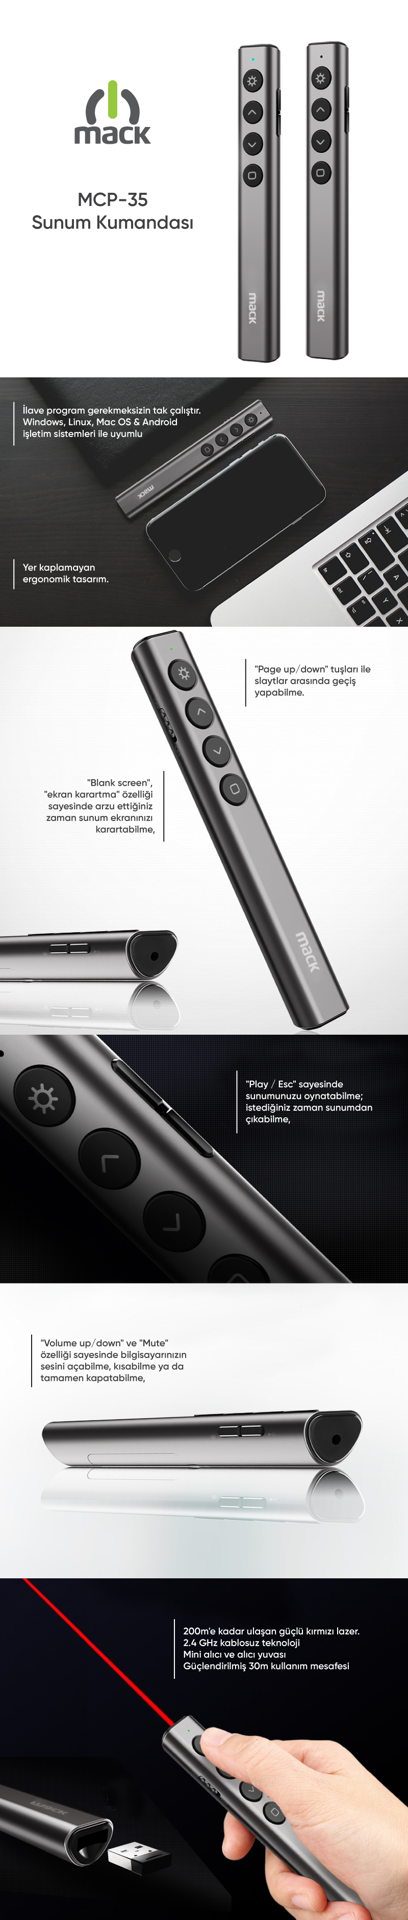 mack
MCP-35
Sunum Kumandası
mack
mack
İlave program gerekmeksizin tak çalıştır.
Windows, Linux, Mac OS & Android
işletim sistemleri ile uyumlu
mack
Yer kaplamayan
ergonomik tasarım.
"Page up/down" tuşları ile
slaytlar arasında geçiş
yapabilme.
"Blank screen",
"ekran karartma" özelliği
sayesinde arzu ettiğiniz
zaman sunum ekranınızı
karartabilme,
mack
"Play / Esc" sayesinde
sunumunuzu oynatabilme;
istediğiniz zaman sunumdan
çıkabilme,
"Volume up/down" ve "Mute"
özelliği sayesinde bilgisayarınızın
sesini açabilme, kısabilme ya da
tamamen kapatabilme,
200m'e kadar ulaşan güçlü kırmızı lazer.
2.4 GHz kablosuz teknoloji
Mini alıcı ve alıcı yuvası
Güçlendirilmiş 30m kullanım mesafesi
mack